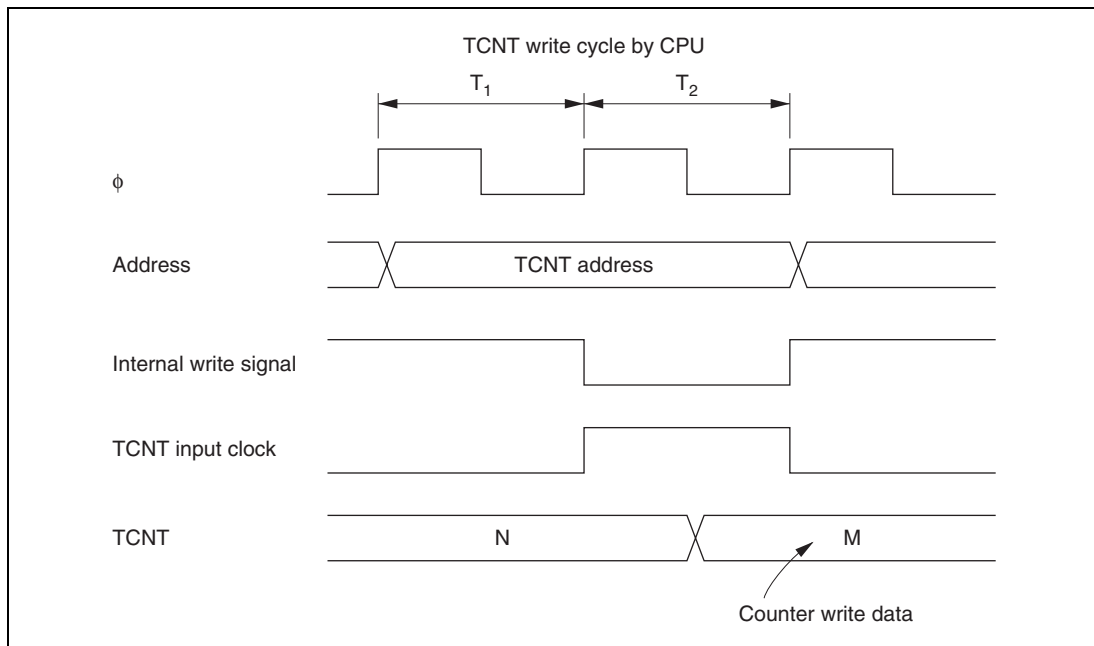 TCNT write cycle by CPU
T1 T2
φ
Address TCNT address
Internal write signal
TCNT input clock
TCNT N M
Counter write data